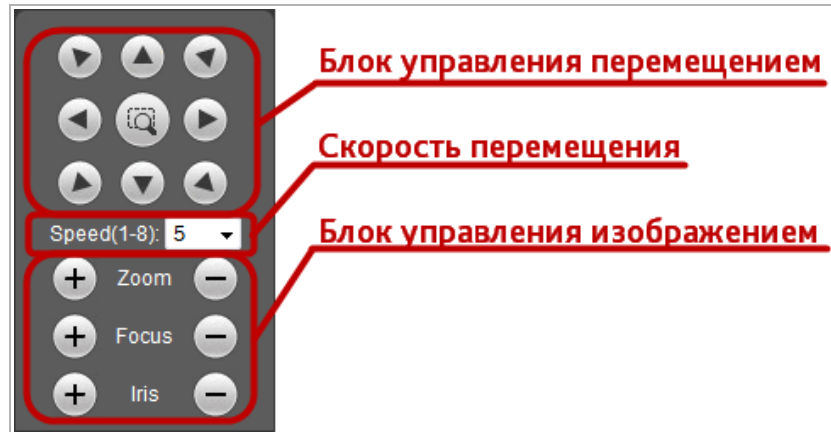 Блок управления перемещением
Скорость перемещения
Speed(1-8): 5
Блок управления изображением
+ Zoom −
+ Focus −
+ Iris −